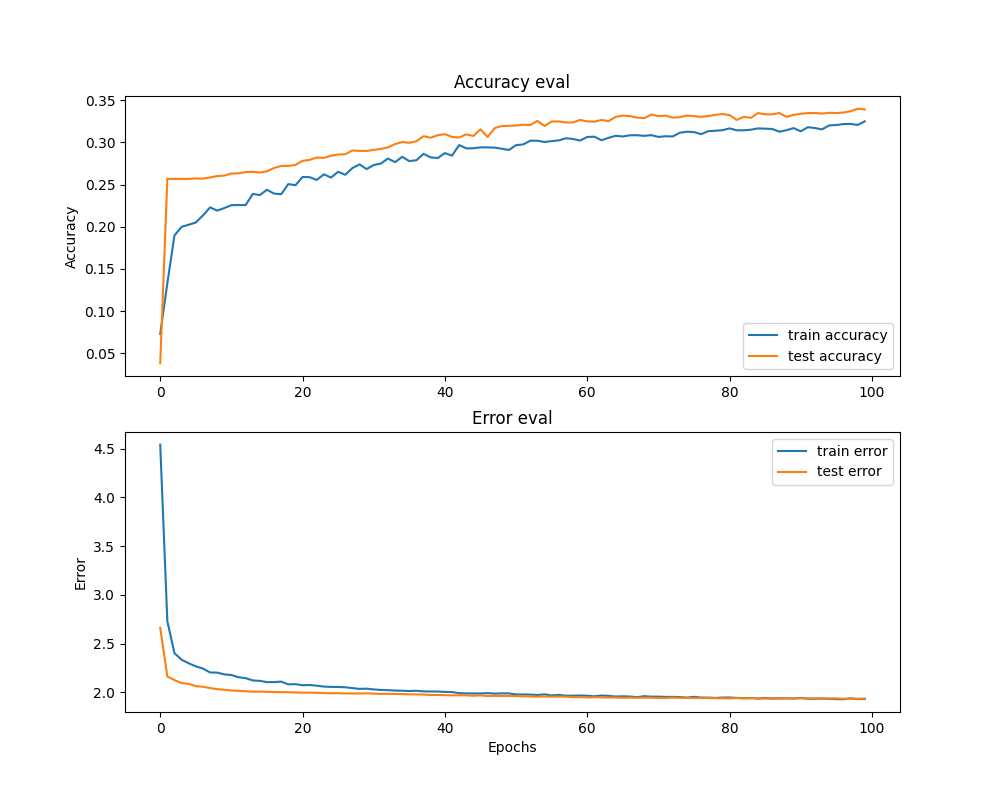 Accuracy eval
0.35
0.30
0.25
0.20
0.15
0.10
0.05
Accuracy
train accuracy
test accuracy
0 20 40 60 80 100
Error eval
4.5
4.0
3.5
3.0
2.5
2.0
Error
train error
test error
0 20 40 60 80 100
Epochs